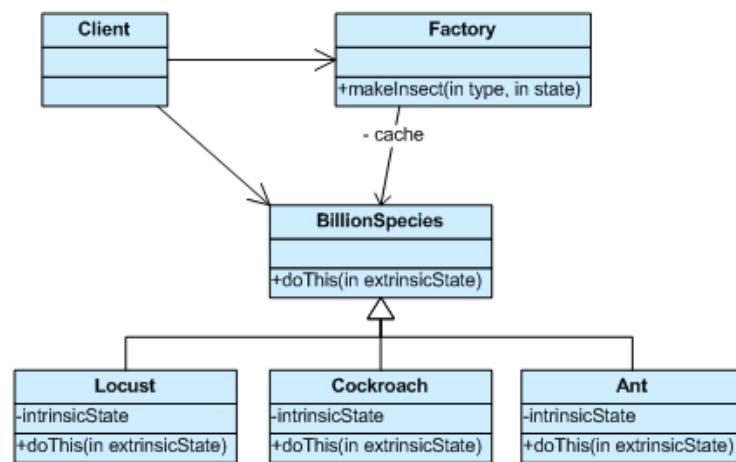 Client
Factory
+makeInsect(in type, in state)
- cache
BillionSpecies
+doThis(in extrinsicState)
Locust
-intrinsicState
+doThis(in extrinsicState)
Cockroach
-intrinsicState
+doThis(in extrinsicState)
Ant
-intrinsicState
+doThis(in extrinsicState)